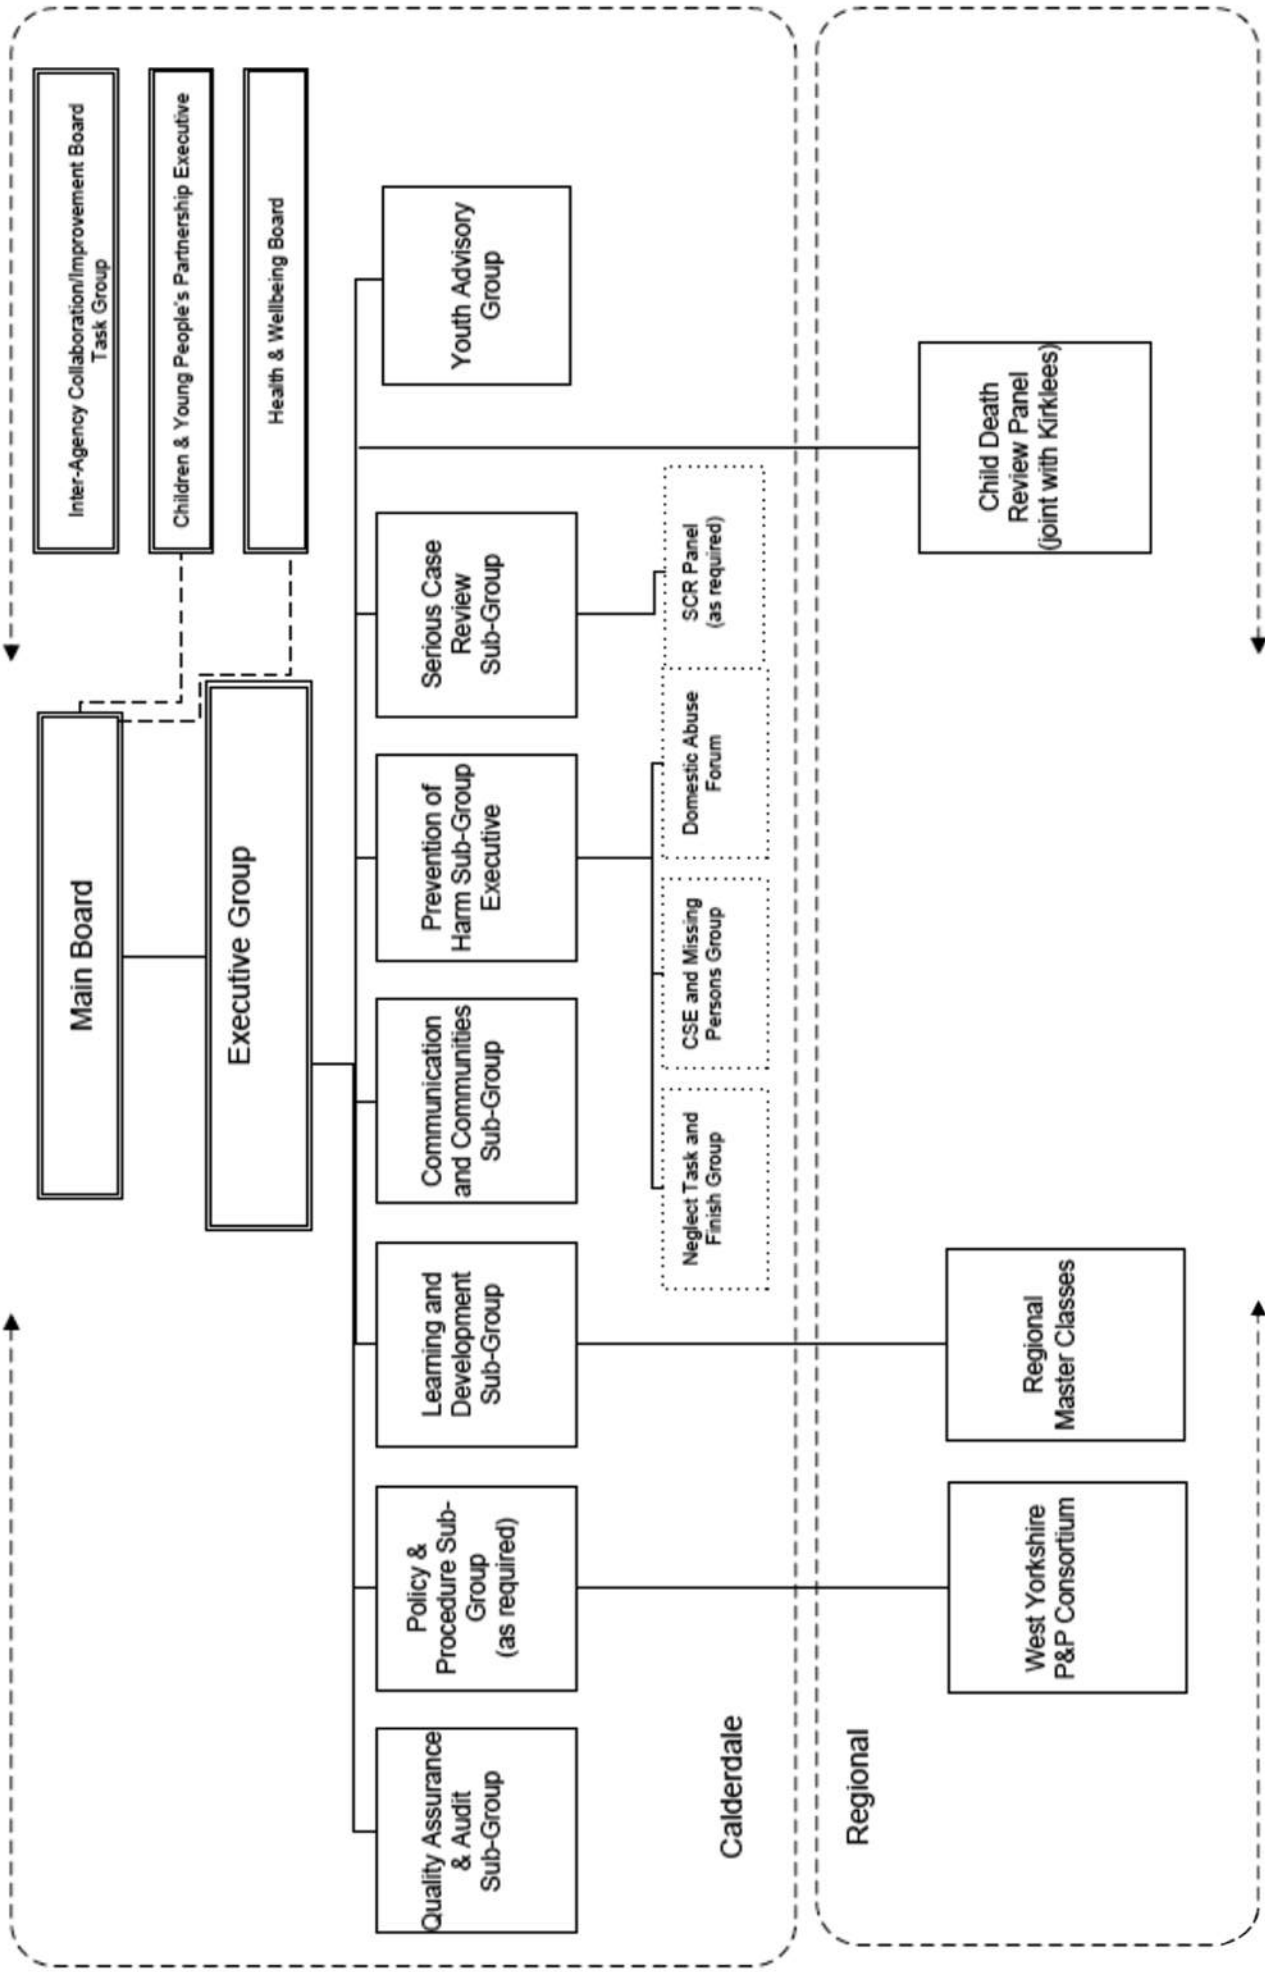 Inter-Agency Collaboration/Improvement Board
Task Group
Children & Young People's Partnership Executive
Health & Wellbeing Board
Main Board
Executive Group
Quality Assurance
& Audit
Sub-Group
Policy &
Procedure Sub-
Group
(as required)
Learning and
Development
Sub-Group
Communication
and Communities
Sub-Group
Prevention of
Harm Sub-Group
Executive
Serious Case
Review
Sub-Group
Youth Advisory
Group
Neglect Task and
Finish Group
CSE and Missing
Persons Group
Domestic Abuse
Forum
SCR Panel
(as required)
Calderdale
Regional
West Yorkshire
P&P Consortium
Regional
Master Classes
Child Death
Review Panel
(joint with Kirklees)